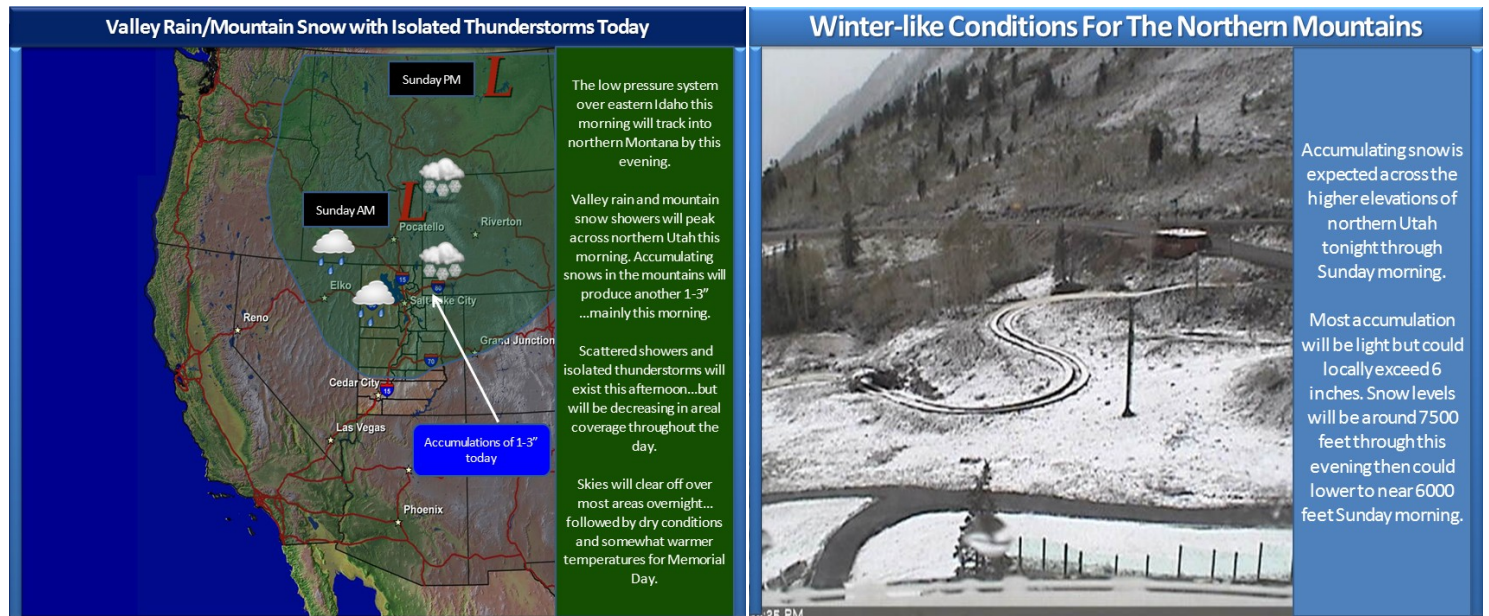 Valley Rain/Mountain Snow with Isolated Thunderstorms Today
Sunday PM
L
Sunday AM
L
Pocatello
Riverton
Elko
15
80
Salt Lake City
Reno
Grand Junction
70
Cedar City
15
Las Vegas
Phoenix
Accumulations of 1-3”
today
The low pressure system
over eastern Idaho this
morning will track into
northern Montana by this
evening.
Valley rain and mountain
snow showers will peak
across northern Utah this
morning. Accumulating
snows in the mountains will
produce another 1-3”
...mainly this morning.
Scattered showers and
isolated thunderstorms will
exist this afternoon...but
will be decreasing in areal
coverage throughout the
day.
Skies will clear off over
most areas overnight...
followed by dry conditions
and somewhat warmer
temperatures for Memorial
Day.
Winter-like Conditions For The Northern Mountains
Accumulating snow is
expected across the
higher elevations of
northern Utah
tonight through
Sunday morning.
Most accumulation
will be light but could
locally exceed 6
inches. Snow levels
will be around 7500
feet through this
evening then could
lower to near 6000
feet Sunday morning.
PM